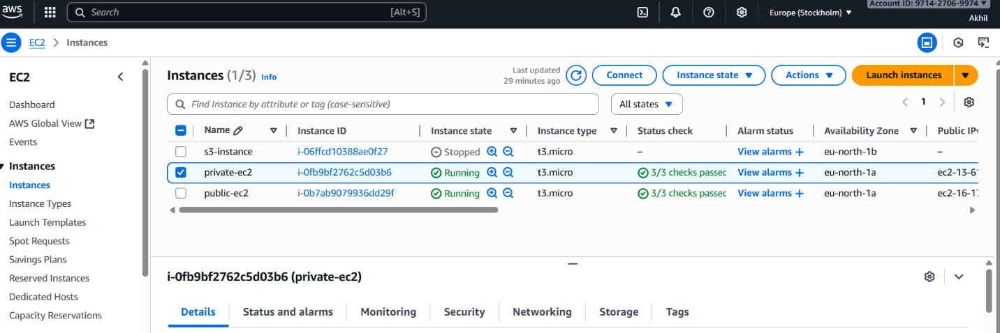 aws
Search [Alt+S]
Europe (Stockholm)
Account ID: 9714-2706-9974
Akhil
EC2 > Instances
EC2
Dashboard
AWS Global View
Events
Instances
Instances
Instance Types
Launch Templates
Spot Requests
Savings Plans
Reserved Instances
Dedicated Hosts
Capacity Reservations
Instances (1/3) Info
Last updated
29 minutes ago
Connect
Instance state
Actions
Launch instances
Find Instance by attribute or tag (case-sensitive)
All states
1
Name Instance ID Instance state Instance type Status check Alarm status Availability Zone Public IPv
s3-instance i-06ffcd10388ae0f27 Stopped t3.micro – View alarms + eu-north-1b –
private-ec2 i-0fb9bf2762c5d03b6 Running t3.micro 3/3 checks passed View alarms + eu-north-1a ec2-13-6
public-ec2 i-0b7ab9079936dd29f Running t3.micro 3/3 checks passed View alarms + eu-north-1a ec2-16-1
i-0fb9bf2762c5d03b6 (private-ec2)
Details Status and alarms Monitoring Security Networking Storage Tags